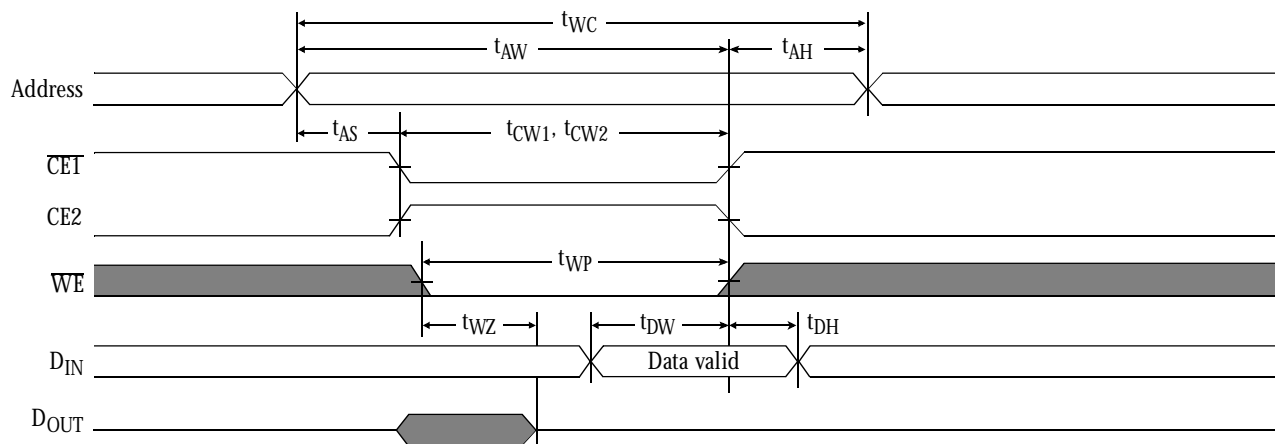 tWC
tAW
tAH
Address
tAS
tCW1, tCW2
CE1
CE2
tWP
WE
tWZ
tDW
tDH
DIN
Data valid
DOUT